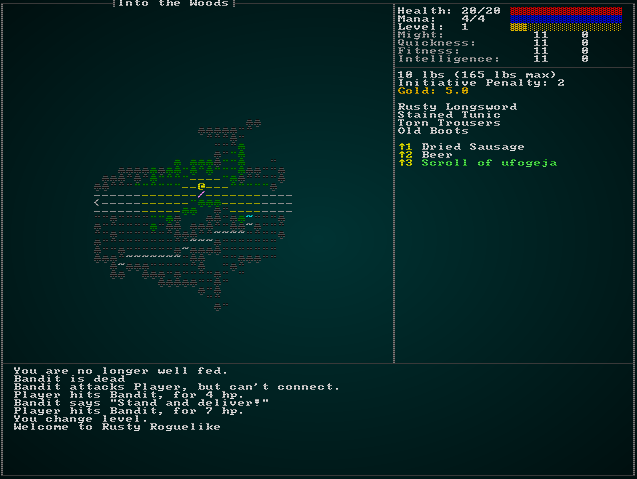 Into the Woods
Health: 20/20
Mana: 4/4
Level: 1
Might: 11 0
Quickness: 11 0
Fitness: 11 0
Intelligence: 11 0
10 lbs (165 lbs max)
Initiative Penalty: 2
Gold: 5.0
Rusty Longsword
Stained Tunic
Torn Trousers
Old Boots
↑1 Dried Sausage
↑2 Beer
↑3 Scroll of ufogeja
You are no longer well fed.
Bandit is dead
Bandit attacks Player, but can't connect.
Player hits Bandit, for 4 hp.
Bandit says "Stand and deliver!"
Player hits Bandit, for 7 hp.
You change level.
Welcome to Rusty Roguelike